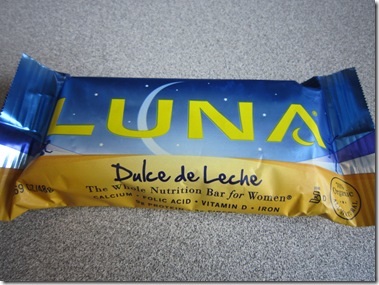 LUNA
Dulce de Leche
The Whole Nutrition Bar for Women®
CALCIUM • FOLIC ACID • VITAMIN D • IRON